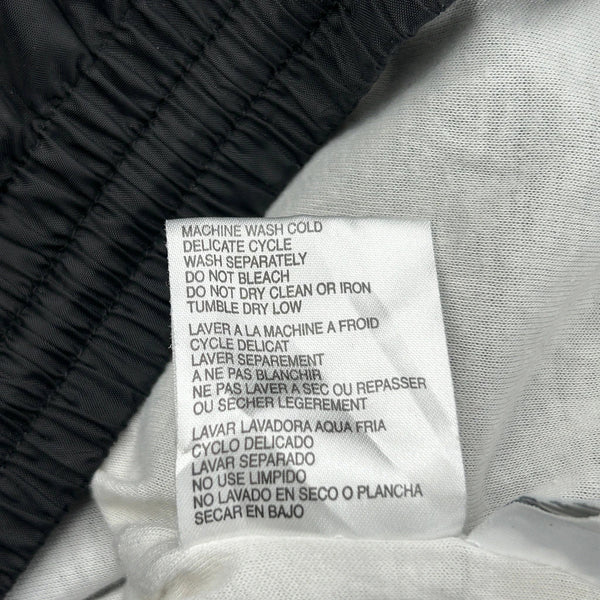 MACHINE WASH COLD
DELICATE CYCLE
WASH SEPARATELY
DO NOT BLEACH
DO NOT DRY CLEAN OR IRON
TUMBLE DRY LOW
LAVER A LA MACHINE A FROID
CYCLE DELICAT
LAVER SEPAREMENT
A NE PAS BLANCHIR
NE PAS LAVER A SEC OU REPASSER
OU SECHER LEGEREMENT
LAVAR LAVADORA AQUA FRIA
CYCLO DELICADO
LAVAR SEPARADO
NO USE LIMPIDO
NO LAVADO EN SECO O PLANCHA
SECAR EN BAJO